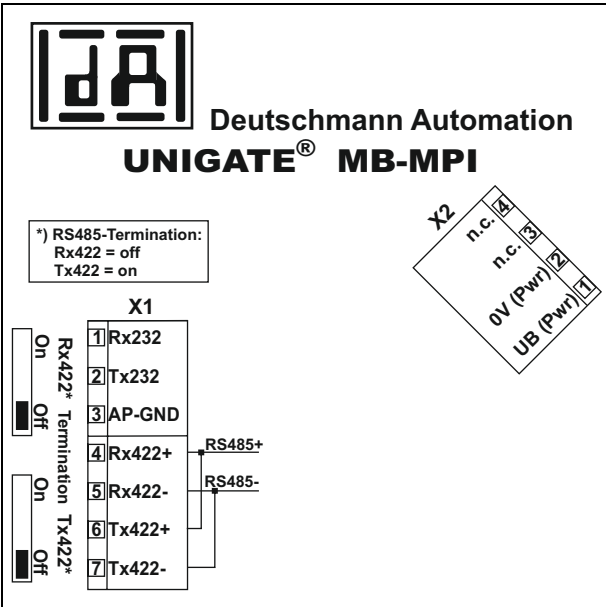 dA
Deutschmann Automation
UNIGATE® MB-MPI
*) RS485-Termination:
Rx422 = off
Tx422 = on
X2
n.c. 4
n.c. 3
0V (Pwr) 2
UB (Pwr) 1
X1
1 Rx232
2 Tx232
3 AP-GND
4 Rx422+
5 Rx422-
6 Tx422+
7 Tx422-
RS485+
RS485-
On Off
Rx422* Termination Tx422*
On Off